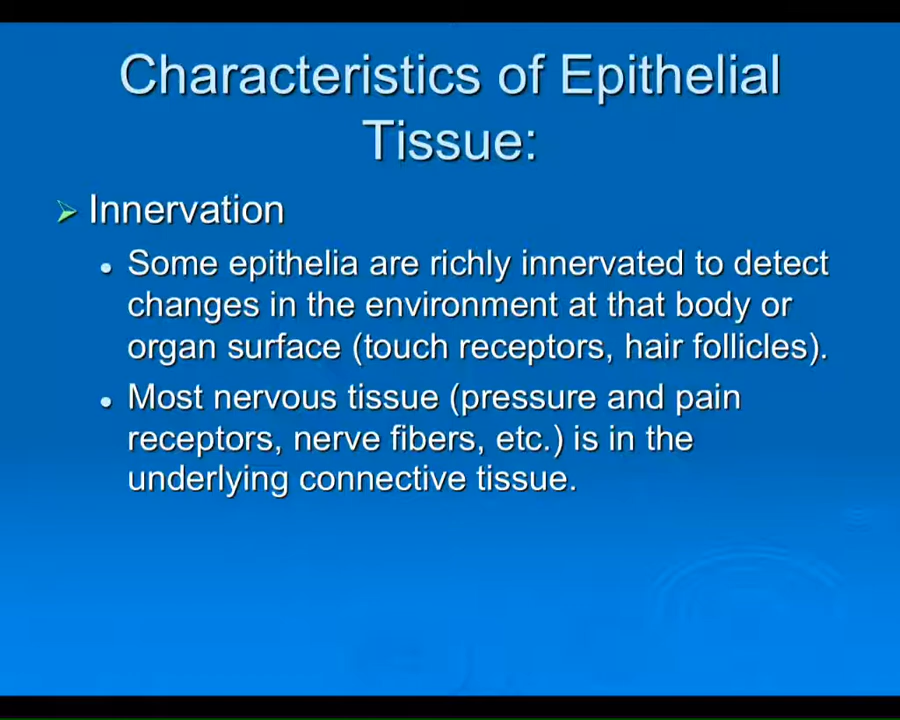 Characteristics of Epithelial
Tissue:
Innervation
Some epithelia are richly innervated to detect
changes in the environment at that body or
organ surface (touch receptors, hair follicles).
Most nervous tissue (pressure and pain
receptors, nerve fibers, etc.) is in the
underlying connective tissue.